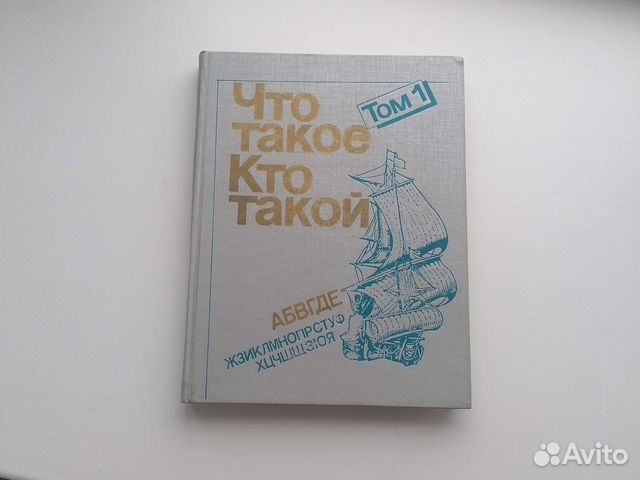 Что
такое
Том 1
Кто
такой
АБВГДЕ
ЖЗИКЛМНОПРСТУФ
ХЦЧШЩЭЮЯ
Avito